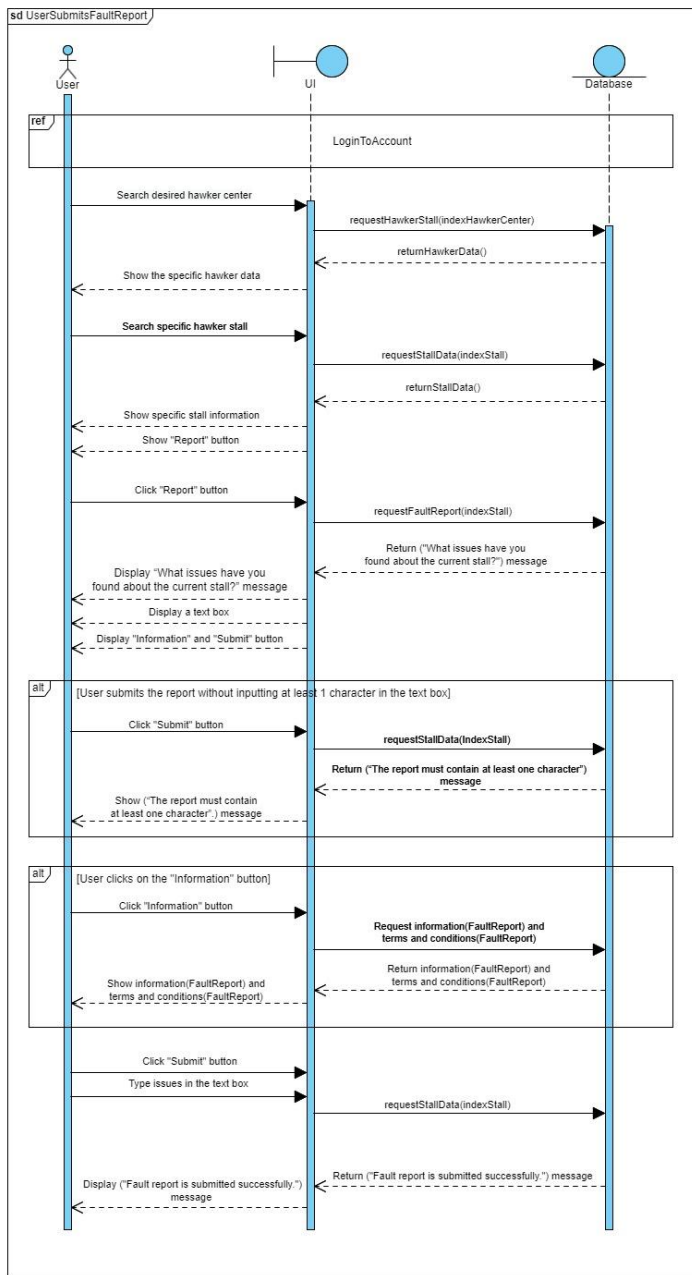 sd UserSubmitsFaultReport
User
UI
Database
ref
LoginToAccount
Search desired hawker center
requestHawkerStall(indexHawkerCenter)
returnHawkerData()
Show the specific hawker data
Search specific hawker stall
requestStallData(indexStall)
returnStallData()
Show specific stall information
Show "Report" button
Click "Report" button
requestFaultReport(indexStall)
Return ("What issues have you
found about the current stall?") message
Display “What issues have you
found about the current stall?” message
Display a text box
Display "Information" and "Submit" button
alt
[User submits the report without inputting at least 1 character in the text box]
Click "Submit" button
requestStallData(IndexStall)
Return (“The report must contain at least one character”)
message
Show (“The report must contain
at least one character”.) message
alt
[User clicks on the "Information" button]
Click "Information" button
Request information(FaultReport) and
terms and conditions(FaultReport)
Return information(FaultReport) and
terms and conditions(FaultReport)
Show information(FaultReport) and
terms and conditions(FaultReport)
Click "Submit" button
Type issues in the text box
requestStallData(indexStall)
Return ("Fault report is submitted successfully.") message
Display ("Fault report is submitted successfully.")
message